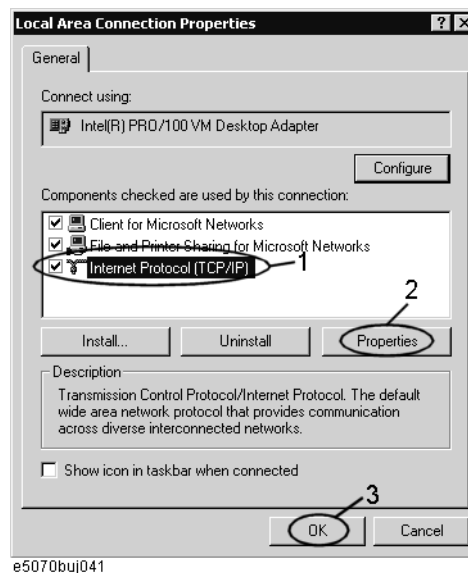 Local Area Connection Properties
General
Connect using:
Intel(R) PRO/100 VM Desktop Adapter
Configure
Components checked are used by this connection:
Client for Microsoft Networks
File and Printer Sharing for Microsoft Networks
Internet Protocol (TCP/IP)
1
2
Install...
Uninstall
Properties
Description
Transmission Control Protocol/Internet Protocol. The default
wide area network protocol that provides communication
across diverse interconnected networks.
Show icon in taskbar when connected
3
OK
Cancel
e5070buj041